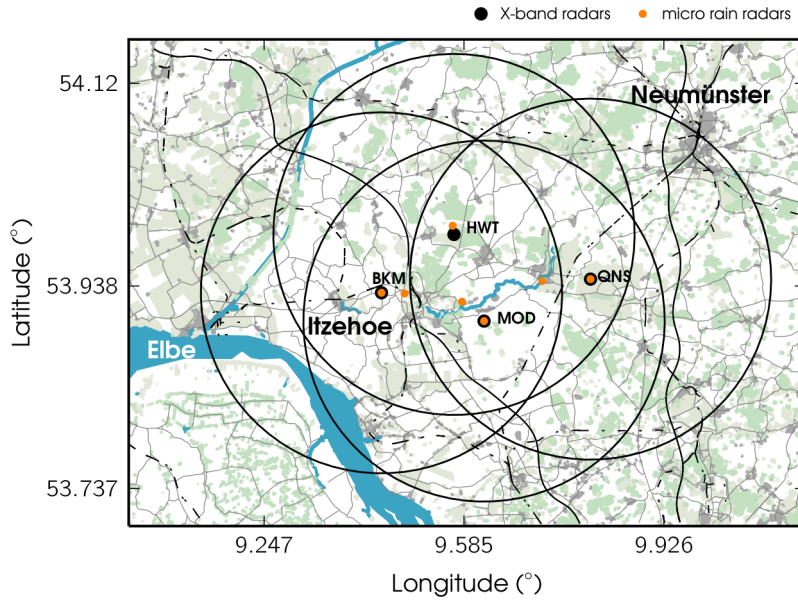 X-band radars micro rain radars
54.12
Neumünster
HWT
53.938
BKM
QNS
MOD
Itzehoe
Elbe
53.737
9.247 9.585 9.926
Latitude (°)
Longitude (°)